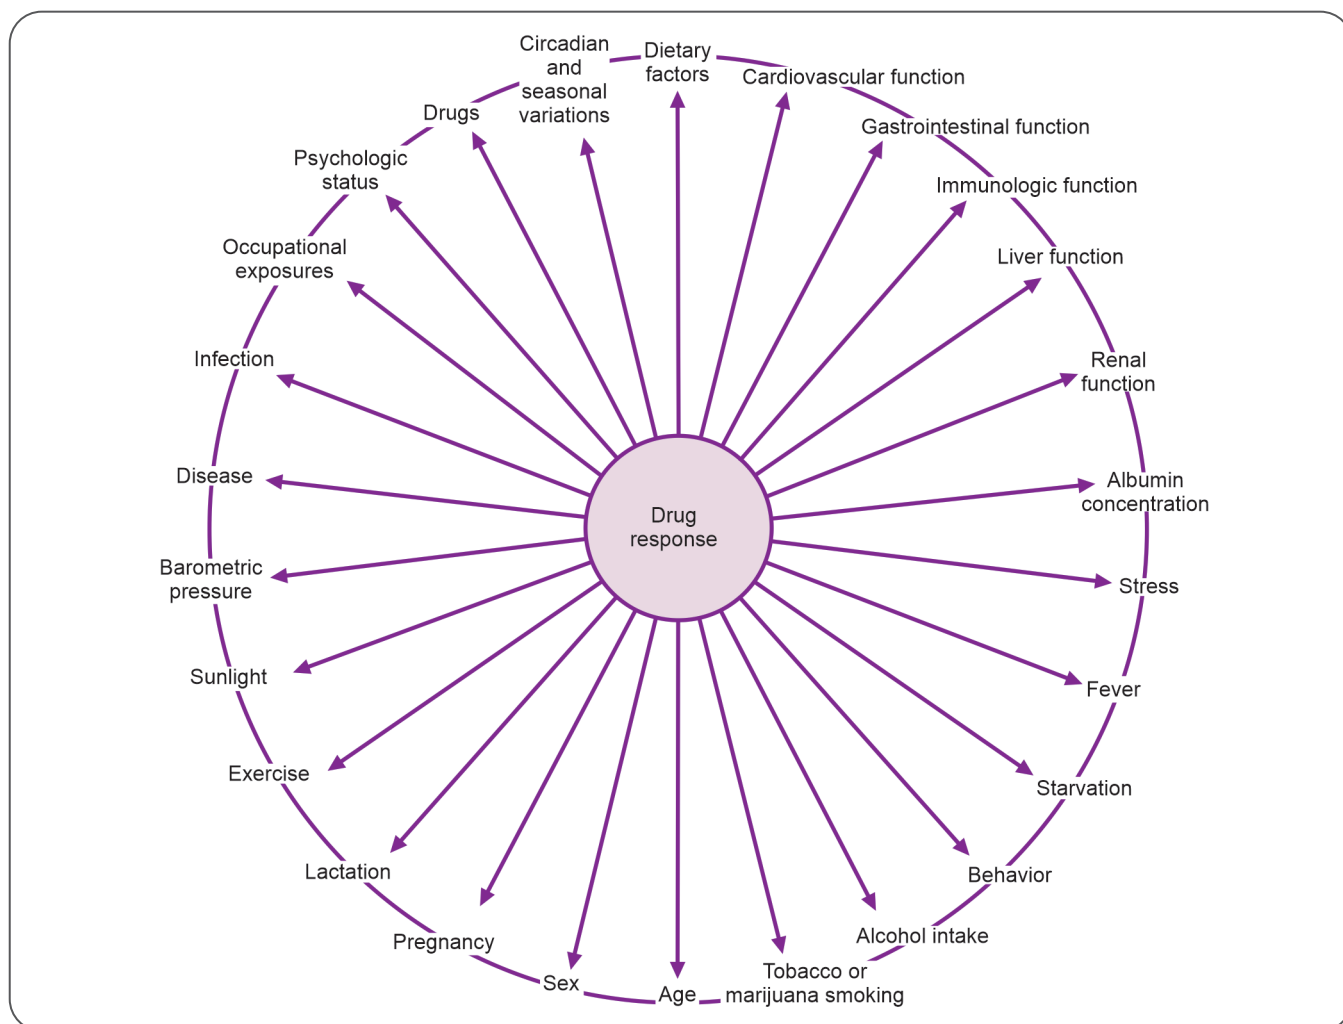 Circadian
and
seasonal
variations
Dietary
factors
Cardiovascular function
Gastrointestinal function
Immunologic function
Liver function
Renal
function
Albumin
concentration
Stress
Fever
Starvation
Behavior
Alcohol intake
Tobacco or
marijuana smoking
Age
Sex
Pregnancy
Lactation
Exercise
Sunlight
Barometric
pressure
Disease
Infection
Occupational
exposures
Psychologic
status
Drugs
Drug
response